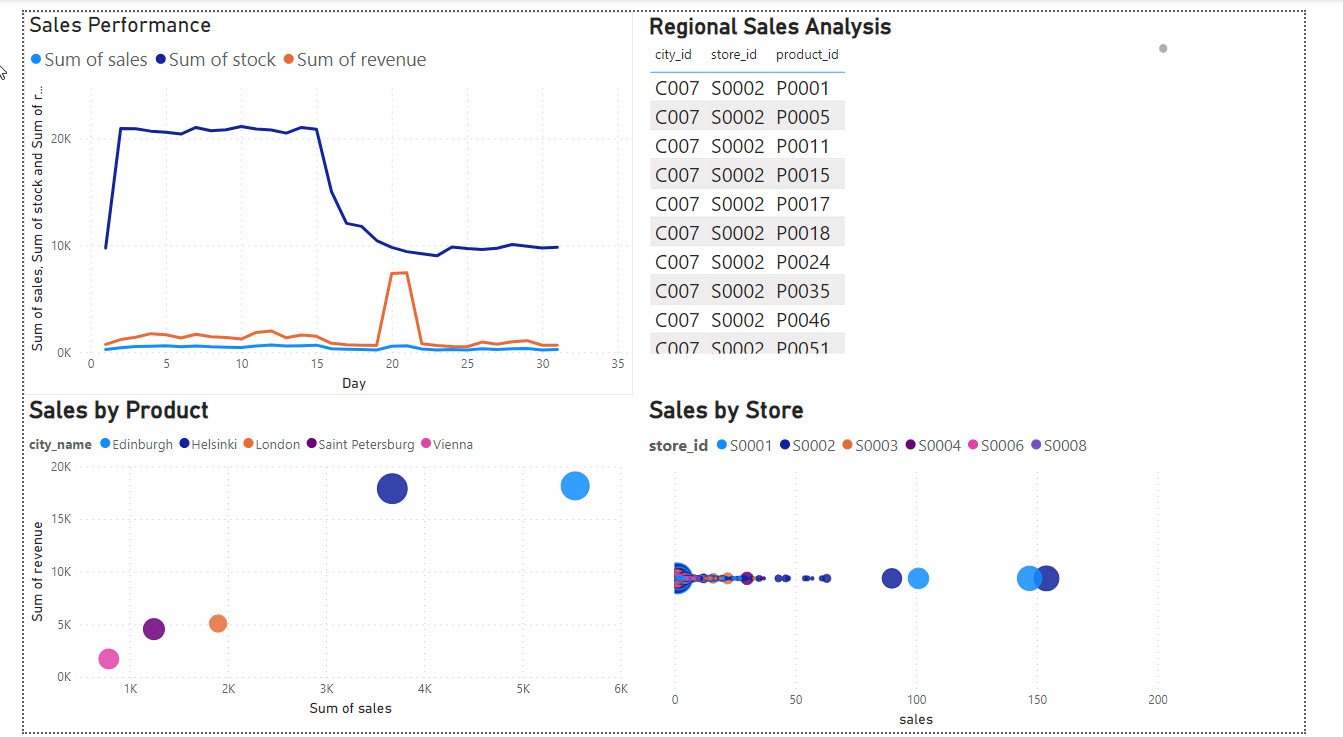 Sales Performance
Sum of sales Sum of stock Sum of revenue
Sum of sales, Sum of stock and Sum of r...
20K
10K
0K
0 5 10 15 20 25 30 35
Day
Regional Sales Analysis
city_id store_id product_id
C007 S0002 P0001
C007 S0002 P0005
C007 S0002 P0011
C007 S0002 P0015
C007 S0002 P0017
C007 S0002 P0018
C007 S0002 P0024
C007 S0002 P0035
C007 S0002 P0046
C007 S0002 P0051
Sales by Product
city_name Edinburgh Helsinki London Saint Petersburg Vienna
Sum of revenue
20K
15K
10K
5K
0K
1K 2K 3K 4K 5K 6K
Sum of sales
Sales by Store
store_id S0001 S0002 S0003 S0004 S0006 S0008
0 50 100 150 200
sales